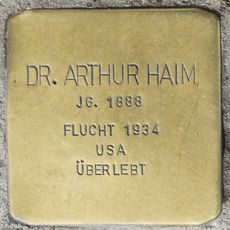 DR. ARTHUR HAIM
JG. 1888
FLUCHT 1934
USA
ÜBERLEBT